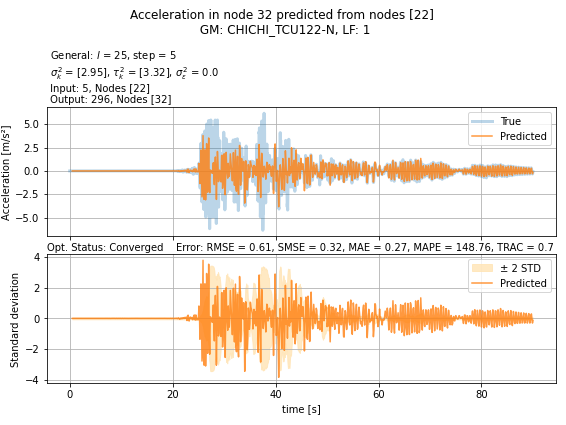 Acceleration in node 32 predicted from nodes [22]
GM: CHICHI_TCU122-N, LF: 1
General: l = 25, step = 5
σ²ₖ = [2.95], τ²ₖ = [3.32], σ²ₑ = 0.0
Input: 5, Nodes [22]
Output: 296, Nodes [32]
Acceleration [m/s²]
5.0
2.5
0.0
−2.5
−5.0
True
Predicted
Opt. Status: Converged Error: RMSE = 0.61, SMSE = 0.32, MAE = 0.27, MAPE = 148.76, TRAC = 0.7
Standard deviation
4
2
0
−2
−4
± 2 STD
Predicted
0 20 40 60 80
time [s]